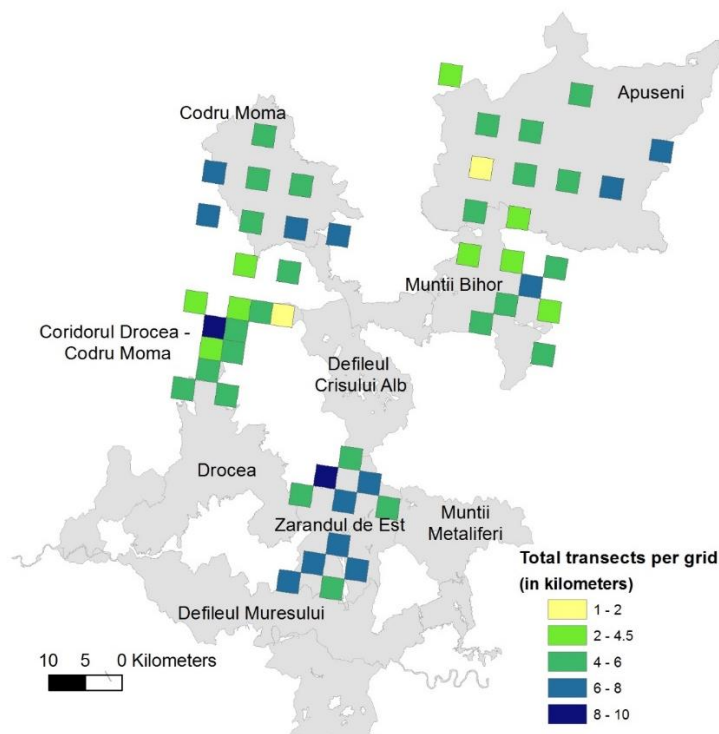 Apuseni
Codru Moma
Muntii Bihor
Coridorul Drocea -
Codru Moma
Defileul
Crisului Alb
Drocea
Muntii
Metaliferi
Zarandul de Est
Defileul Muresului
Total transects per grid
(in kilometers)
1 - 2
2 - 4.5
4 - 6
6 - 8
8 - 10
10 5 0 Kilometers